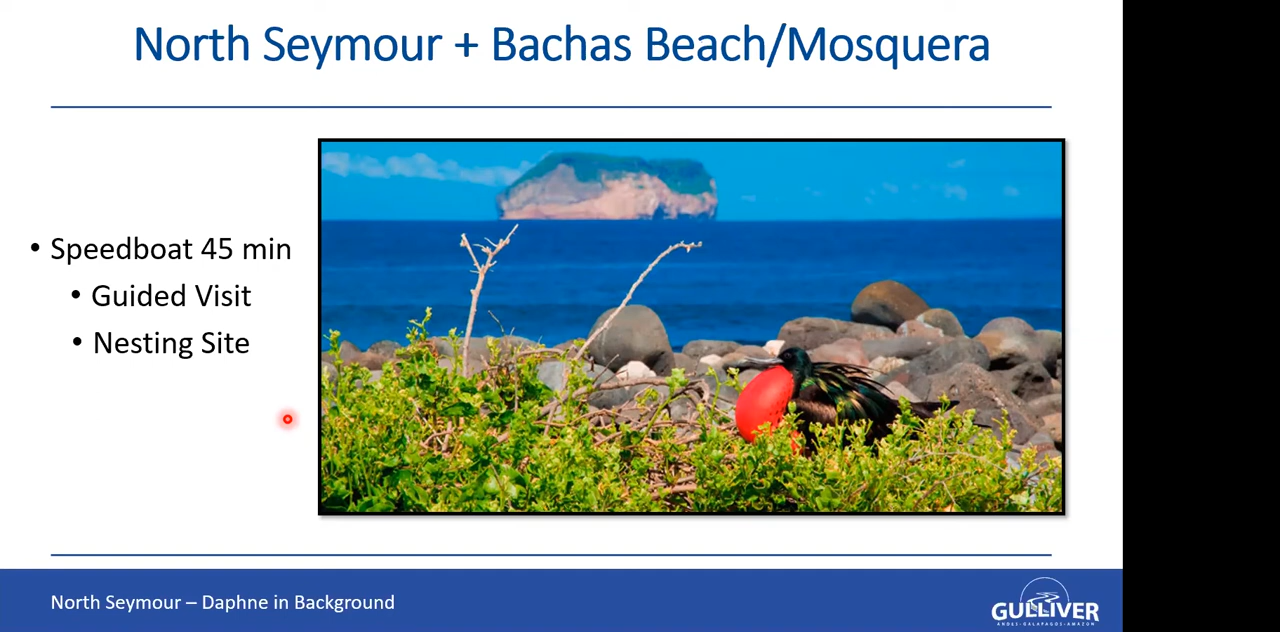 North Seymour + Bachas Beach/Mosquera
• Speedboat 45 min
• Guided Visit
• Nesting Site
North Seymour – Daphne in Background
GULLIVER
ANDES-GALAPAGOS-AMAZON